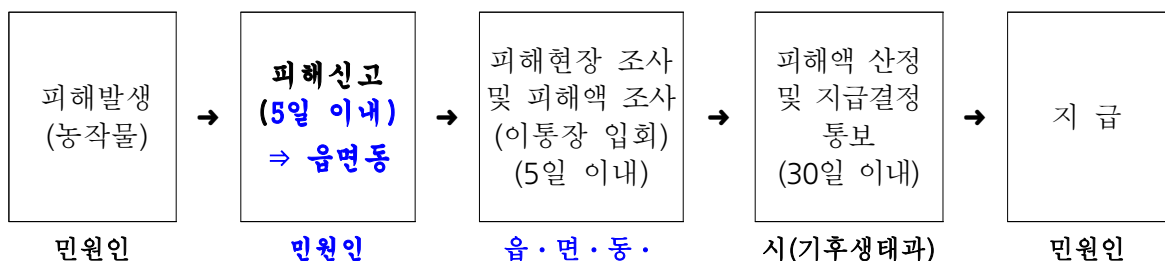 피해발생
(농작물)
➜
피해신고
(5일 이내)
⇒ 읍면동
➜
피해현장 조사
및 피해액 조사
(이통장 입회)
(5일 이내)
➜
피해액 산정
및 지급결정
통보
(30일 이내)
➜
지 급
민원인
민원인
읍·면·동·
시(기후생태과)
민원인